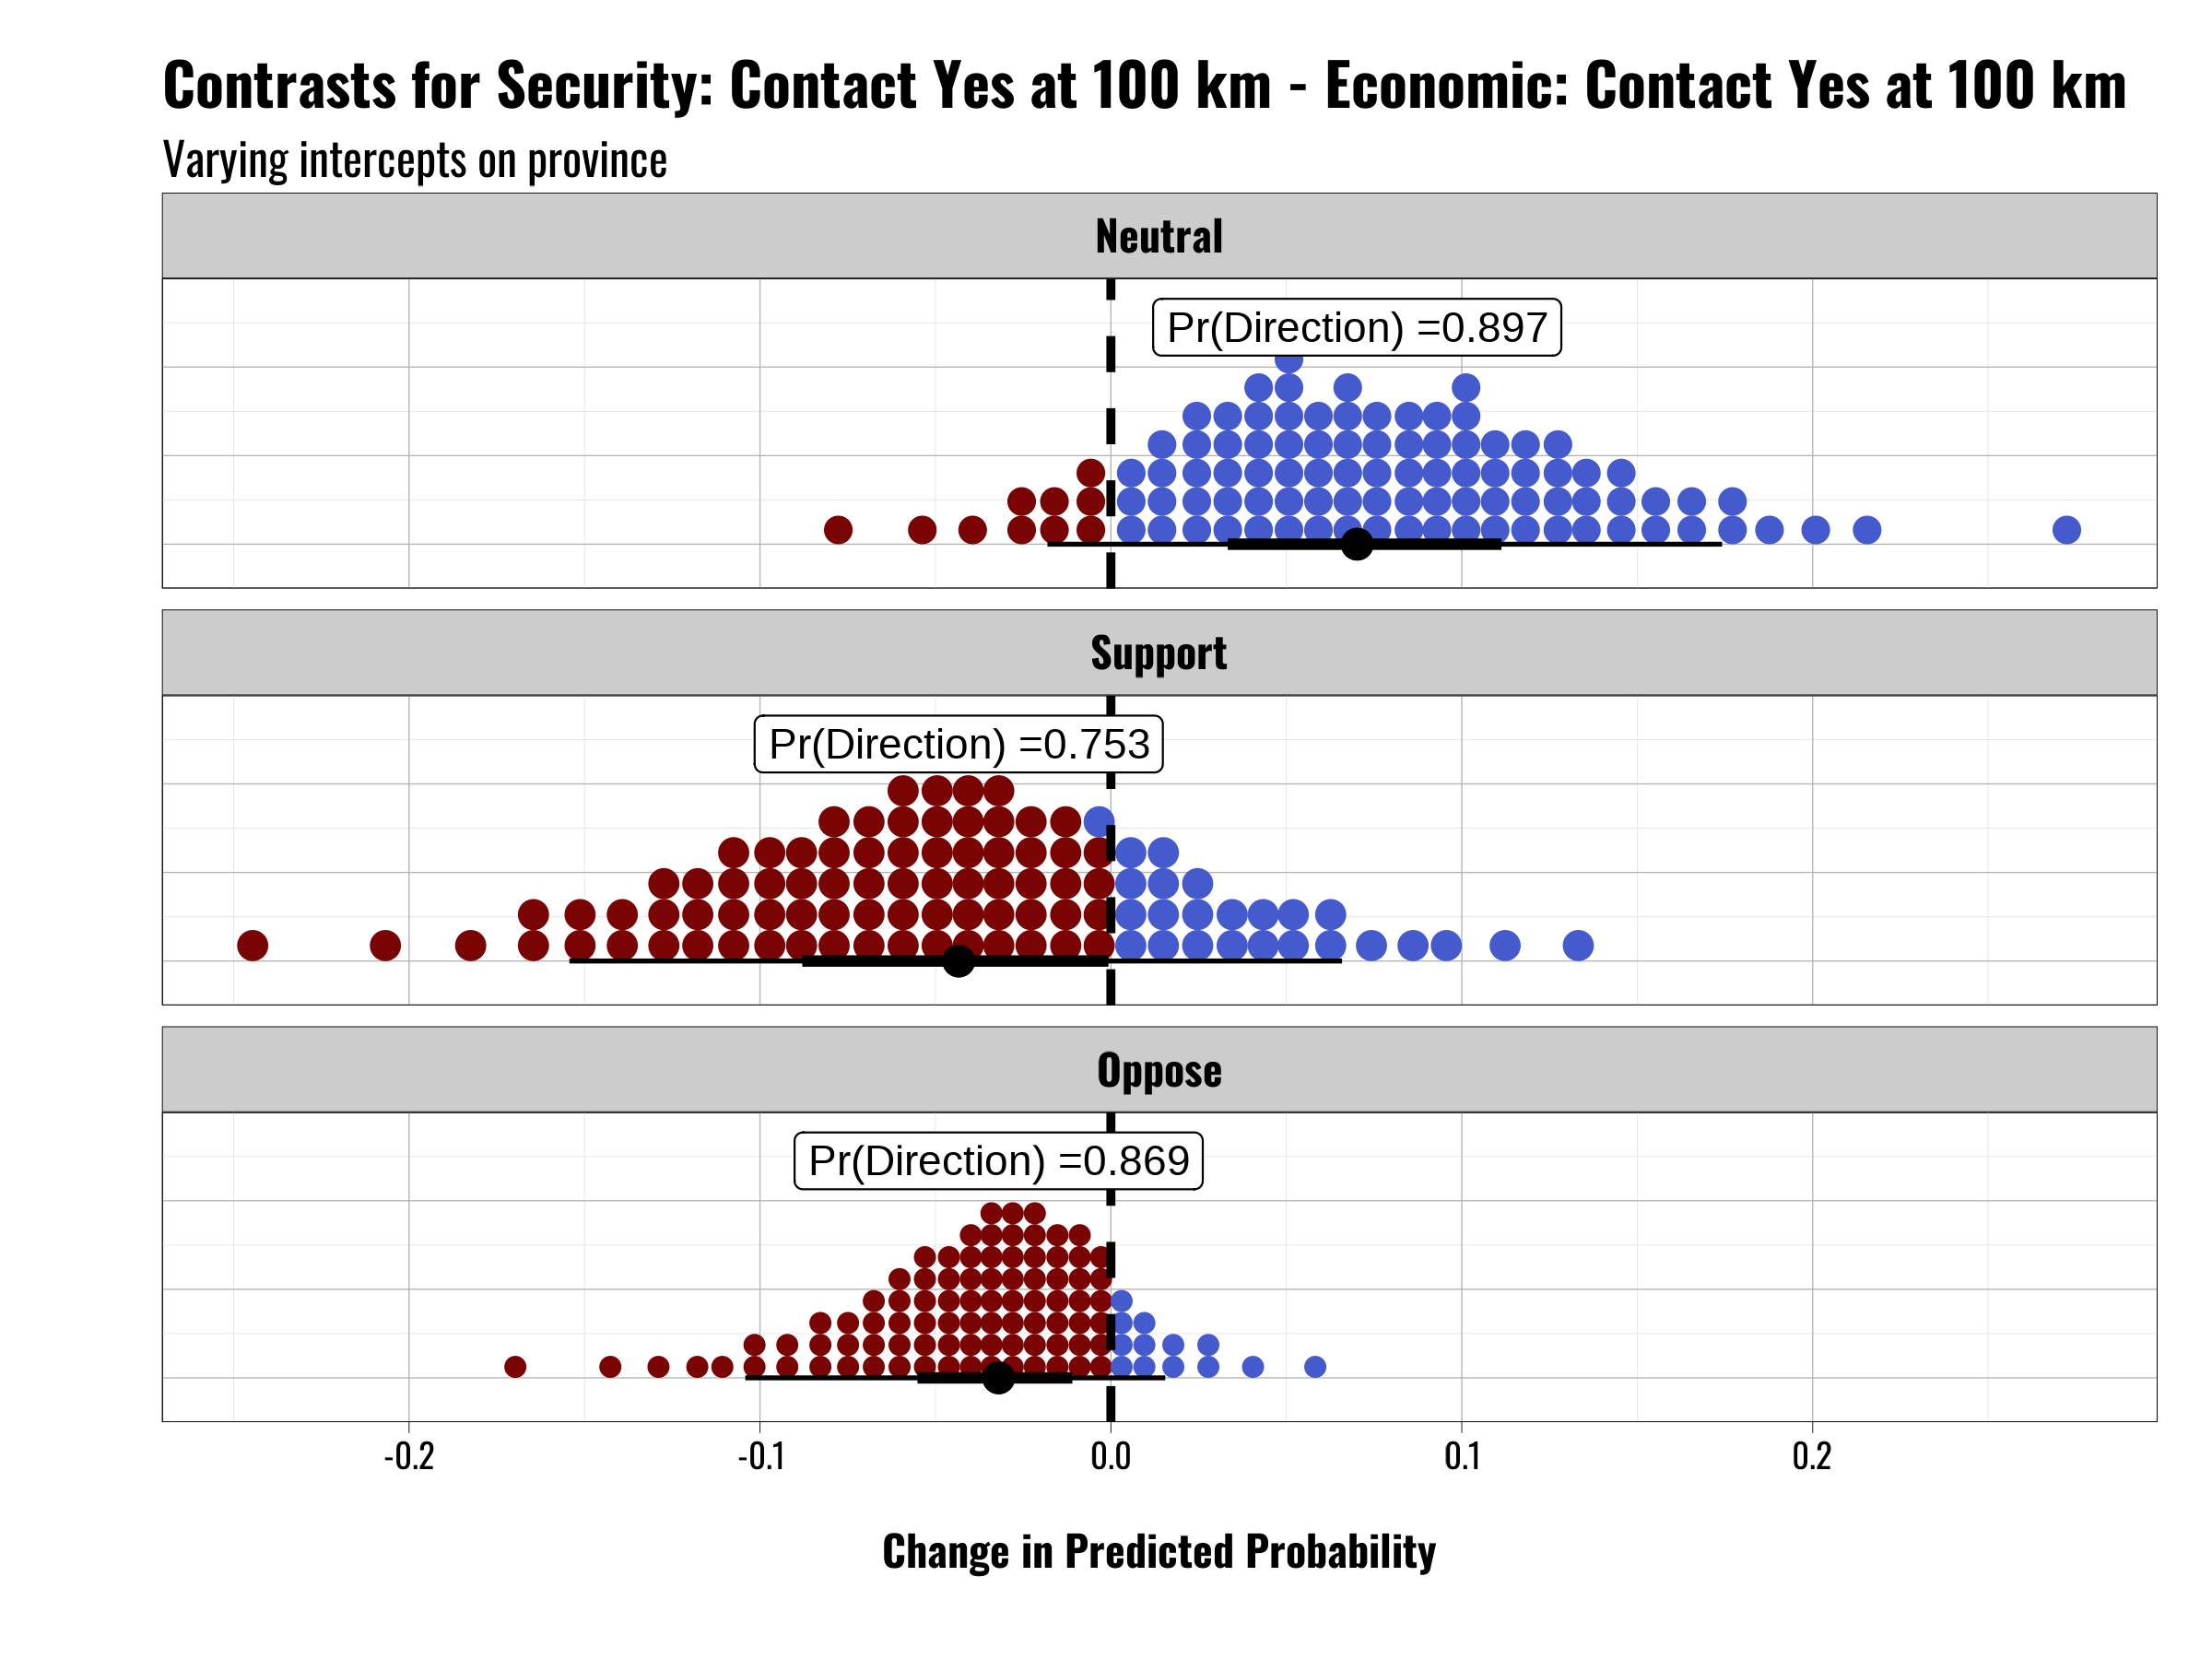 Contrasts for Security: Contact Yes at 100 km - Economic: Contact Yes at 100 km
Varying intercepts on province
Neutral
Pr(Direction) =0.897
Support
Pr(Direction) =0.753
Oppose
Pr(Direction) =0.869
-0.2 -0.1 0.0 0.1 0.2
Change in Predicted Probability